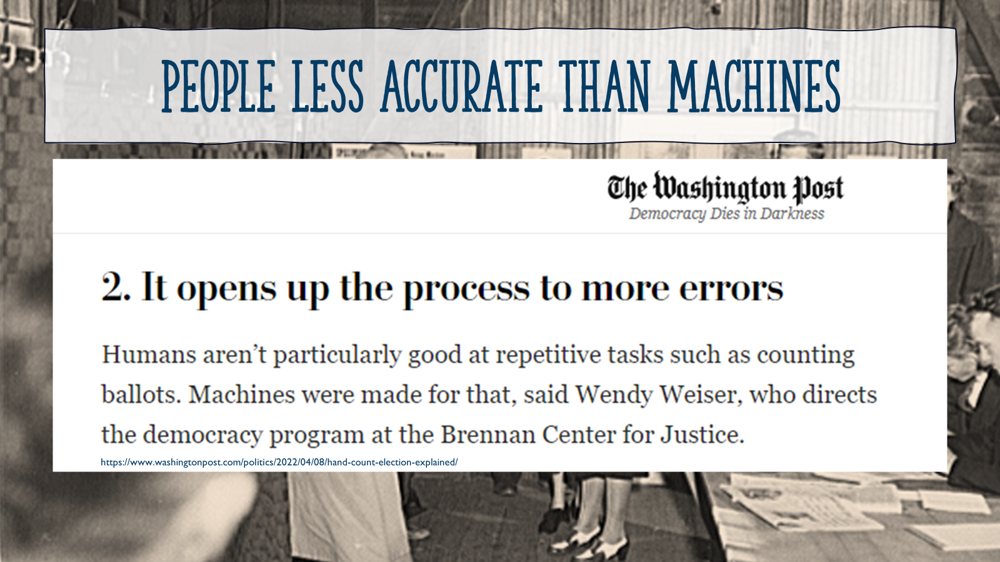 PEOPLE LESS ACCURATE THAN MACHINES
The Washington Post
Democracy Dies in Darkness
2. It opens up the process to more errors
Humans aren’t particularly good at repetitive tasks such as counting
ballots. Machines were made for that, said Wendy Weiser, who directs
the democracy program at the Brennan Center for Justice.
https://www.washingtonpost.com/politics/2022/04/08/hand-count-election-explained/